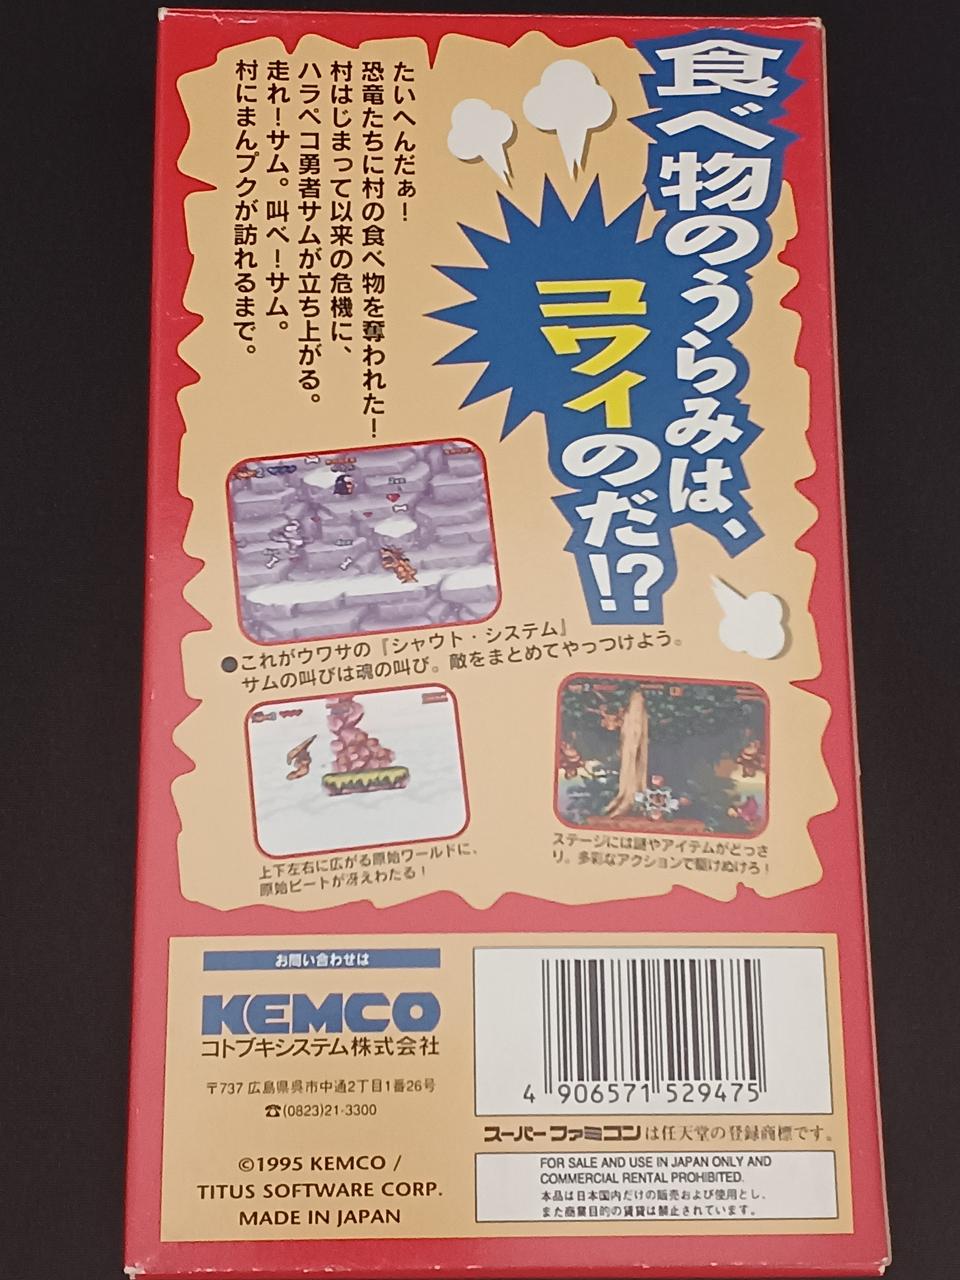 食べ物のうらみは、
コワイのだ!?
たいへんだぁ!
恐竜たちに村の食べ物を奪われた!
村はじまって以来の危機に、
ハラペコ勇者サムが立ち上がる。
走れ!サム。叫べ!サム。
村にまんプクが訪れるまで。
●これがウワサの『シャウト・システム』
サムの叫びは魂の叫び。敵をまとめてやっつけよう。
上下左右に広がる原始ワールドに、
原始ビートが冴えわたる!
ステージには謎やアイテムがどっさ
り。多彩なアクションで駆けぬけろ!
お問い合わせは
KEMCO
コトブキシステム株式会社
〒737 広島県呉市中通2丁目1番26号
☎(0823)21-3300
©1995 KEMCO /
TITUS SOFTWARE CORP.
MADE IN JAPAN
4 906571 529475
スーパーファミコンは任天堂の登録商標です。
FOR SALE AND USE IN JAPAN ONLY AND
COMMERCIAL RENTAL PROHIBITED.
本品は日本国内だけの販売および使用とし、
また商業目的の賃貸は禁止されています。